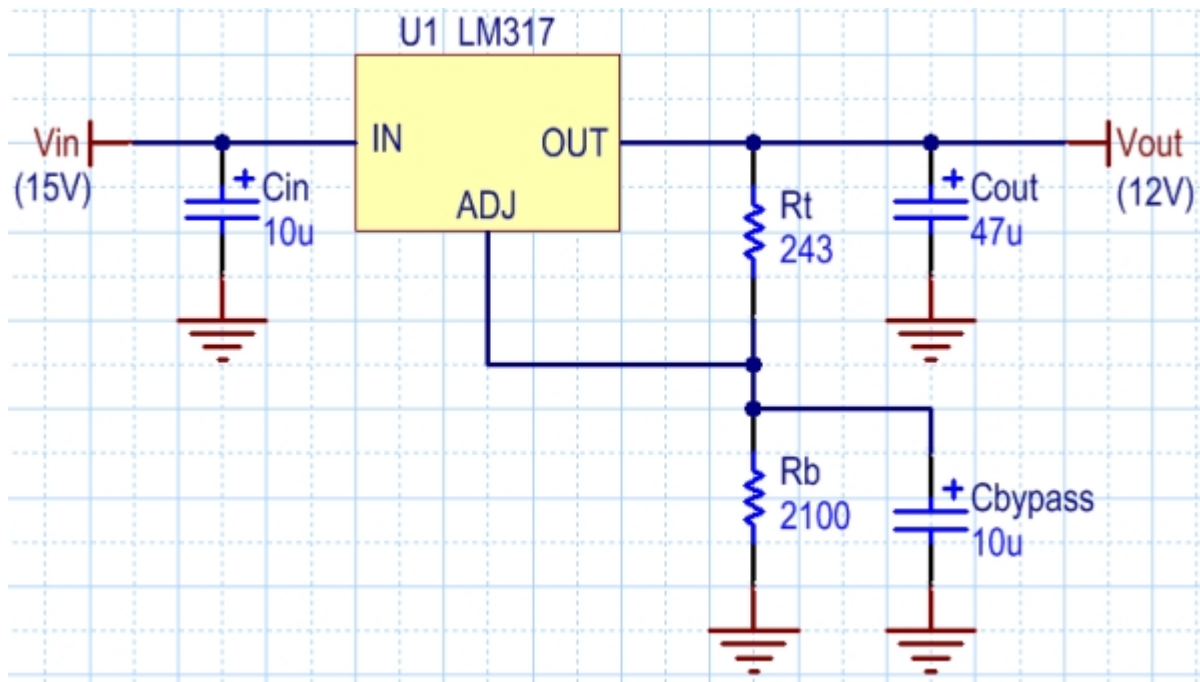 U1 LM317
Vin
(15V)
+ Cin
10u
IN
OUT
ADJ
Rt
243
+ Cout
47u
Vout
(12V)
Rb
2100
+ Cbypass
10u